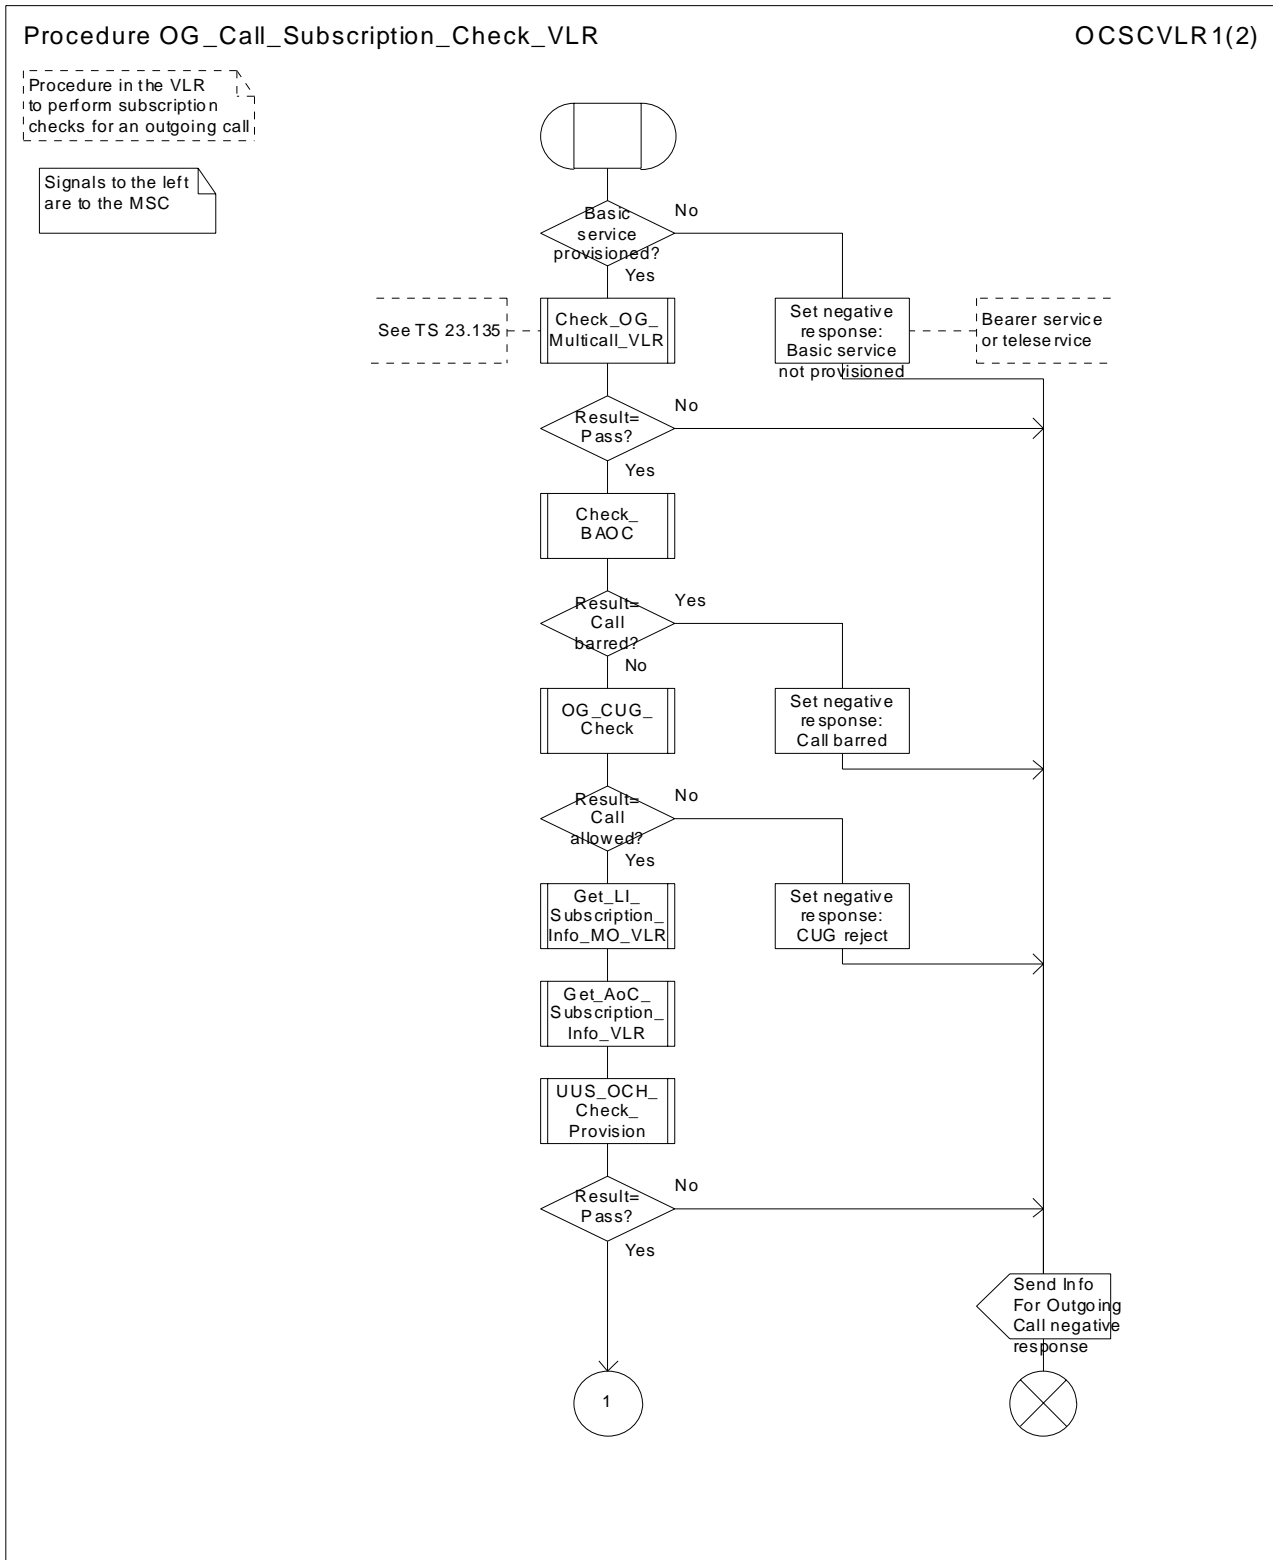 Procedure OG_Call_Subscription_Check_VLR
OCSCVLR1(2)
Procedure in the VLR
to perform subscription
checks for an outgoing call
Signals to the left
are to the MSC
Basic
service
provisioned?
No
Yes
See TS 23.135
Check_OG_
Multicall_VLR
Set negative
response:
Basic service
not provisioned
Bearer service
or teleservice
Result=
Pass?
No
Yes
Check_
BAOC
Result=
Call
barred?
Yes
No
OG_CUG_
Check
Set negative
response:
Call barred
Result=
Call
allowed?
No
Yes
Get_LI_
Subscription_
Info_MO_VLR
Set negative
response:
CUG reject
Get_AoC_
Subscription_
Info_VLR
UUS_OCH_
Check_
Provision
Result=
Pass?
No
Yes
Send Info
For Outgoing
Call negative
response
1